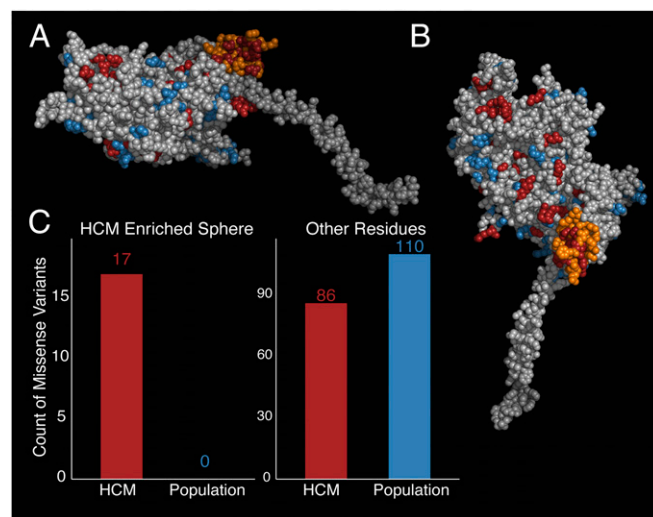 A
B
C
HCM Enriched Sphere
Other Residues
Count of Missense Variants
15
10
5
0
17
0
HCM
Population
90
60
30
0
86
110
HCM
Population